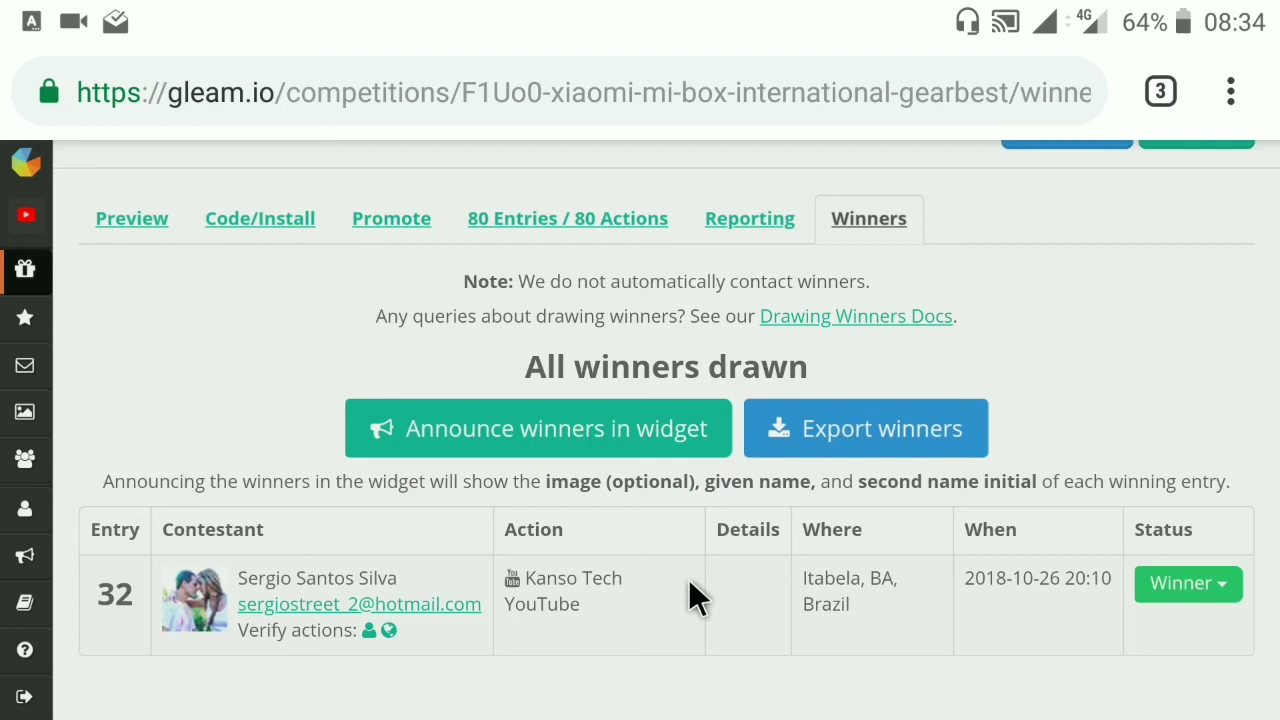 4G 64% 08:34
https://gleam.io/competitions/F1Uo0-xiaomi-mi-box-international-gearbest/winne
3
Preview Code/Install Promote 80 Entries / 80 Actions Reporting Winners
Note: We do not automatically contact winners.
Any queries about drawing winners? See our Drawing Winners Docs.
All winners drawn
Announce winners in widget Export winners
Announcing the winners in the widget will show the image (optional), given name, and second name initial of each winning entry.
Entry Contestant Action Details Where When Status
32 Sergio Santos Silva You Tube Kanso Tech Itabela, BA, 2018-10-26 20:10 Winner
sergiostreet_2@hotmail.com YouTube Brazil
Verify actions: